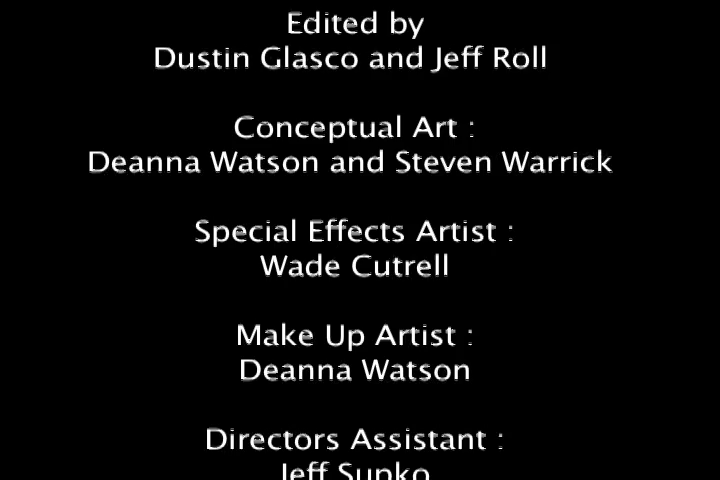 Edited by
Dustin Glasco and Jeff Roll
Conceptual Art :
Deanna Watson and Steven Warrick
Special Effects Artist :
Wade Cutrell
Make Up Artist :
Deanna Watson
Directors Assistant :
Jeff Supko